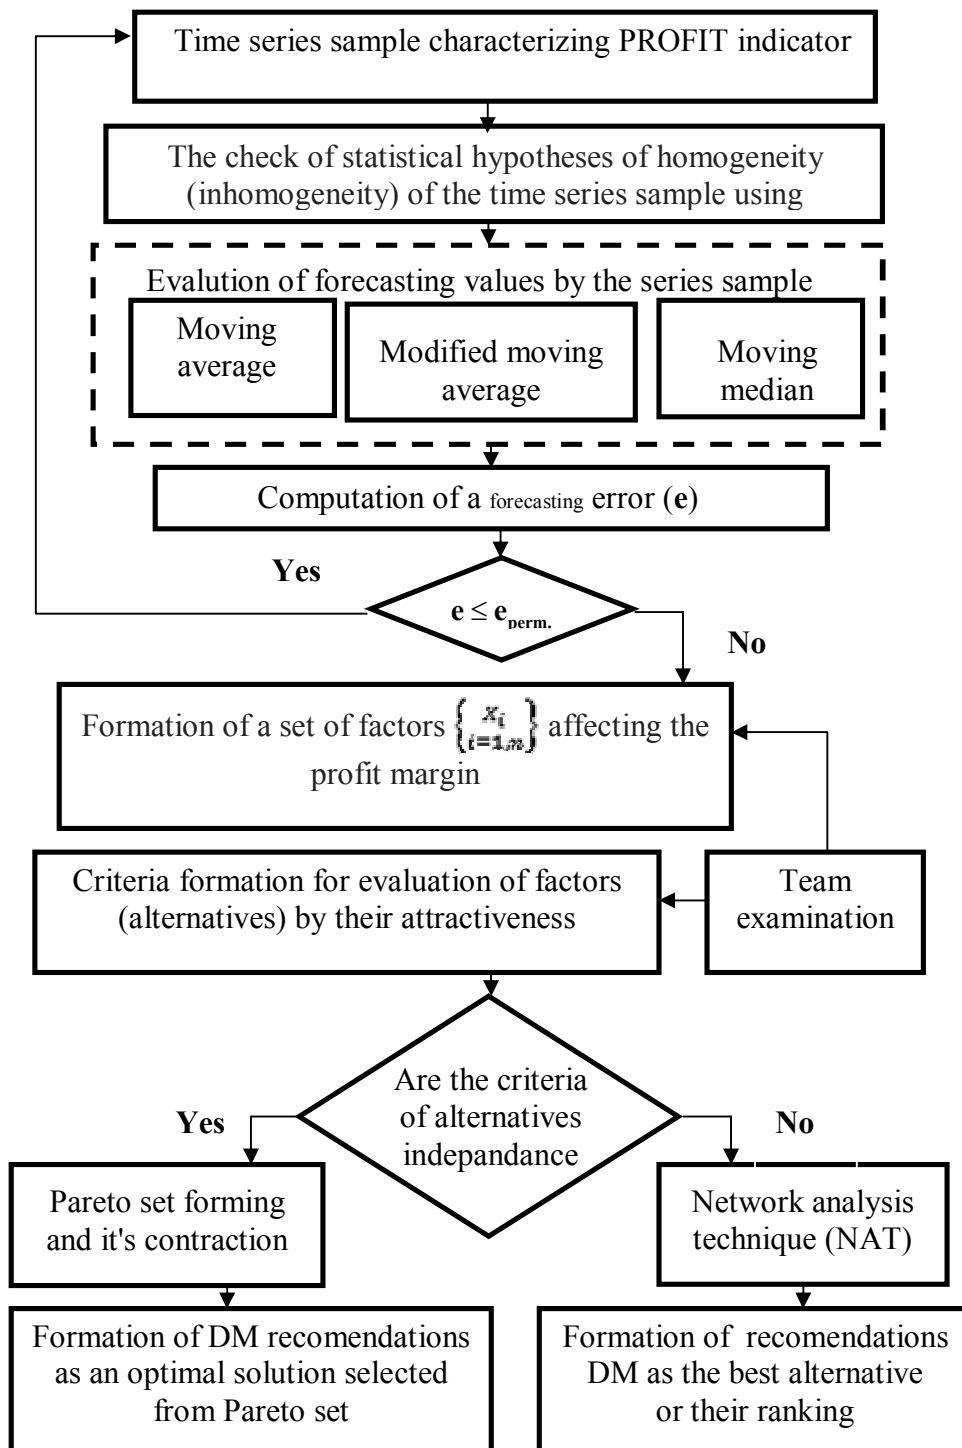 Time series sample characterizing PROFIT indicator
The check of statistical hypotheses of homogeneity
(inhomogeneity) of the time series sample using
Evalution of forecasting values by the series sample
Moving
average
Modified moving
average
Moving
median
Computation of a forecasting error (e)
Yes
e ≤ e perm.
No
Formation of a set of factors { x i i=1,n } affecting the
profit margin
Criteria formation for evaluation of factors
(alternatives) by their attractiveness
Team
examination
Are the criteria
of alternatives
indepandance
Yes
No
Pareto set forming
and it's contraction
Network analysis
technique (NAT)
Formation of DM recomendations
as an optimal solution selected
from Pareto set
Formation of recomendations
DM as the best alternative
or their ranking